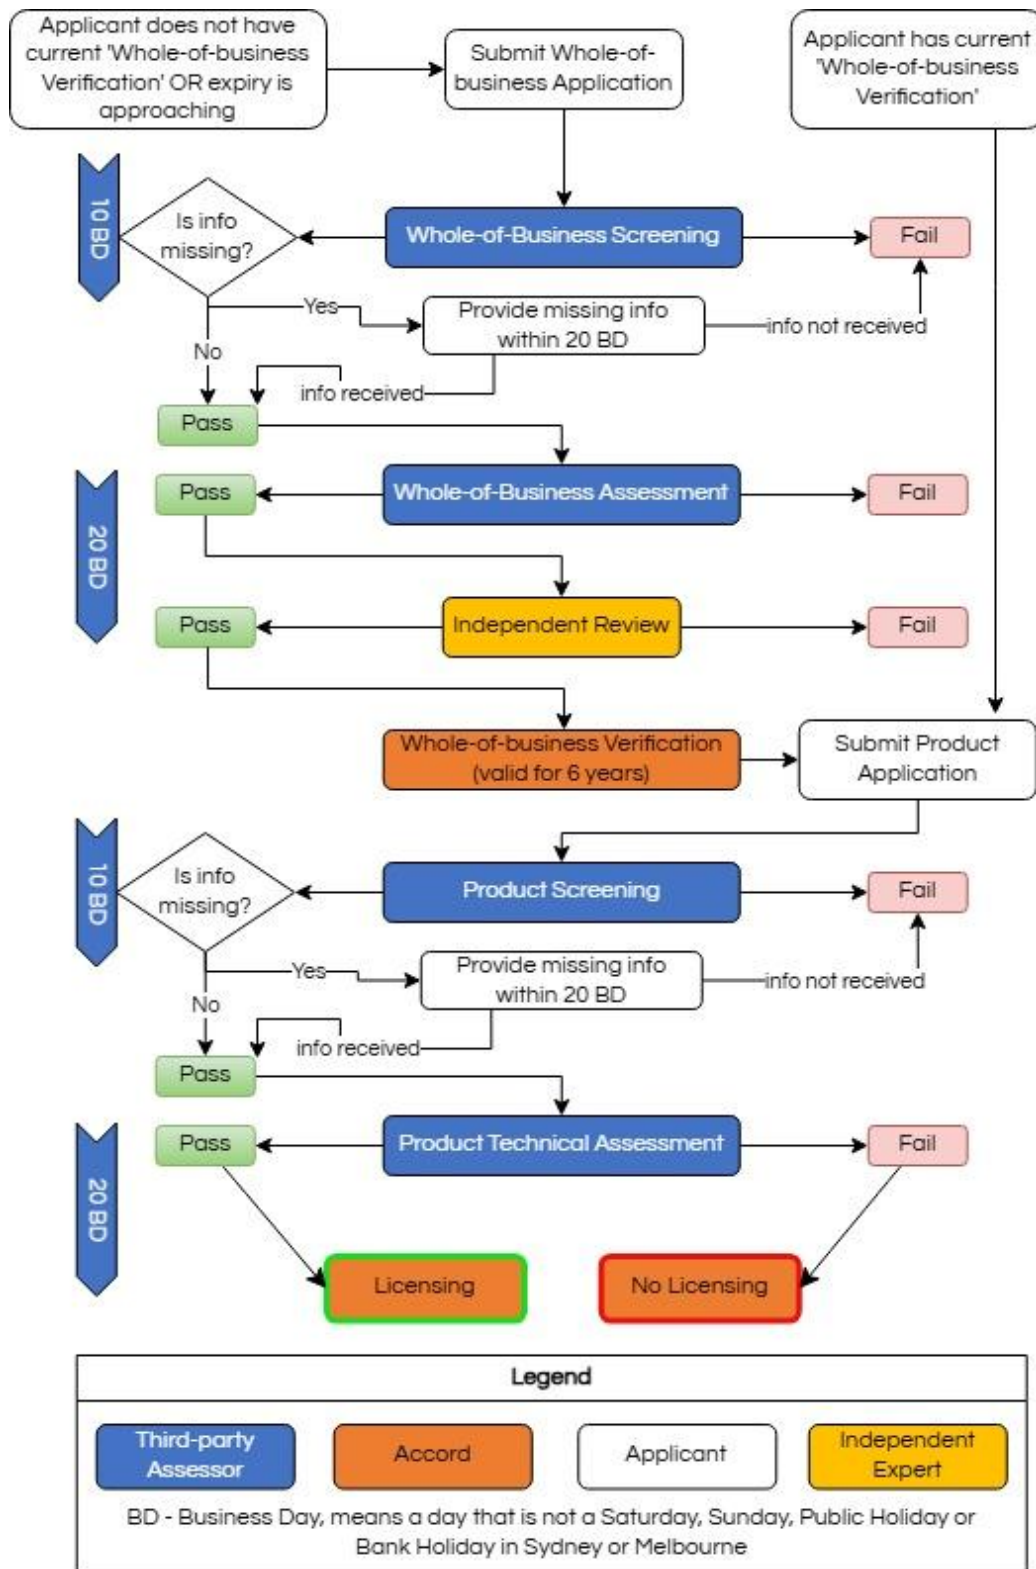 Applicant does not have
current 'Whole-of-business
Verification' OR expiry is
approaching
Submit Whole-of-
business Application
Applicant has current
'Whole-of-business
Verification'
10 BD
Is info
missing?
Whole-of-Business Screening
Fail
Yes
Provide missing info
within 20 BD
info not received
No
info received
Pass
20 BD
Pass
Whole-of-Business Assessment
Fail
Pass
Independent Review
Fail
Whole-of-business Verification
(valid for 6 years)
Submit Product
Application
10 BD
Is info
missing?
Product Screening
Fail
Yes
Provide missing info
within 20 BD
info not received
No
info received
Pass
20 BD
Pass
Product Technical Assessment
Fail
Licensing
No Licensing
Legend
Third-party
Assessor
Accord
Applicant
Independent
Expert
BD - Business Day, means a day that is not a Saturday, Sunday, Public Holiday or
Bank Holiday in Sydney or Melbourne